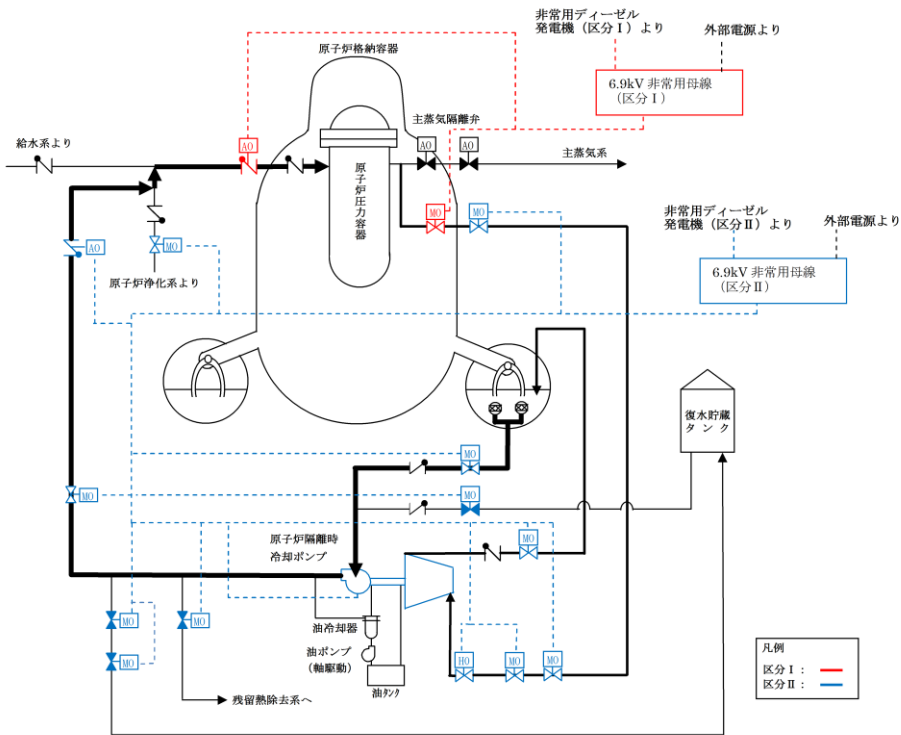 非常用ディーゼル
発電機（区分Ⅰ）より
外部電源より
6.9kV 非常用母線
（区分Ⅰ）
原子炉格納容器
給水系より
AO
主蒸気隔離弁
AO
AO
主蒸気系
原子炉圧力容器
MO
MO
非常用ディーゼル
発電機（区分Ⅱ）より
外部電源より
6.9kV 非常用母線
（区分Ⅱ）
AO
MO
原子炉浄化系より
復水貯蔵
タンク
MO
MO
MO
原子炉隔離時
冷却ポンプ
MO
MO
MO
MO
油冷却器
油ポンプ
（軸駆動）
油タンク
HO
MO
MO
残留熱除去系へ
凡例
区分Ⅰ：
区分Ⅱ：